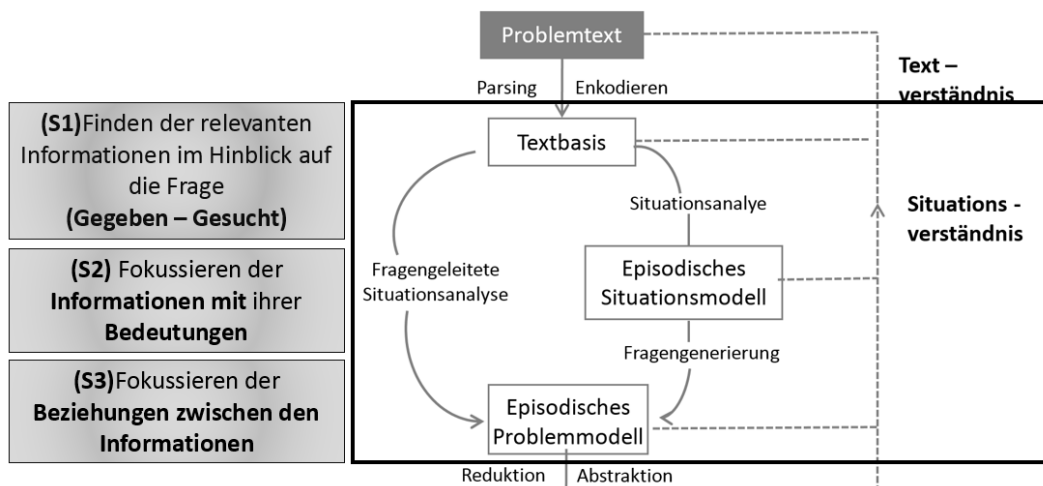 Problemtext
Parsing Enkodieren
Text –
verständnis
(S1)Finden der relevanten
Informationen im Hinblick auf
die Frage
(Gegeben – Gesucht)
(S2) Fokussieren der
Informationen mit ihrer
Bedeutungen
(S3)Fokussieren der
Beziehungen zwischen den
Informationen
Textbasis
Situationsanalye
Fragengeleitete
Situationsanalyse
Episodisches
Situationsmodell
Fragengenerierung
Episodisches
Problemmodell
Reduktion Abstraktion
Situations -
verständnis